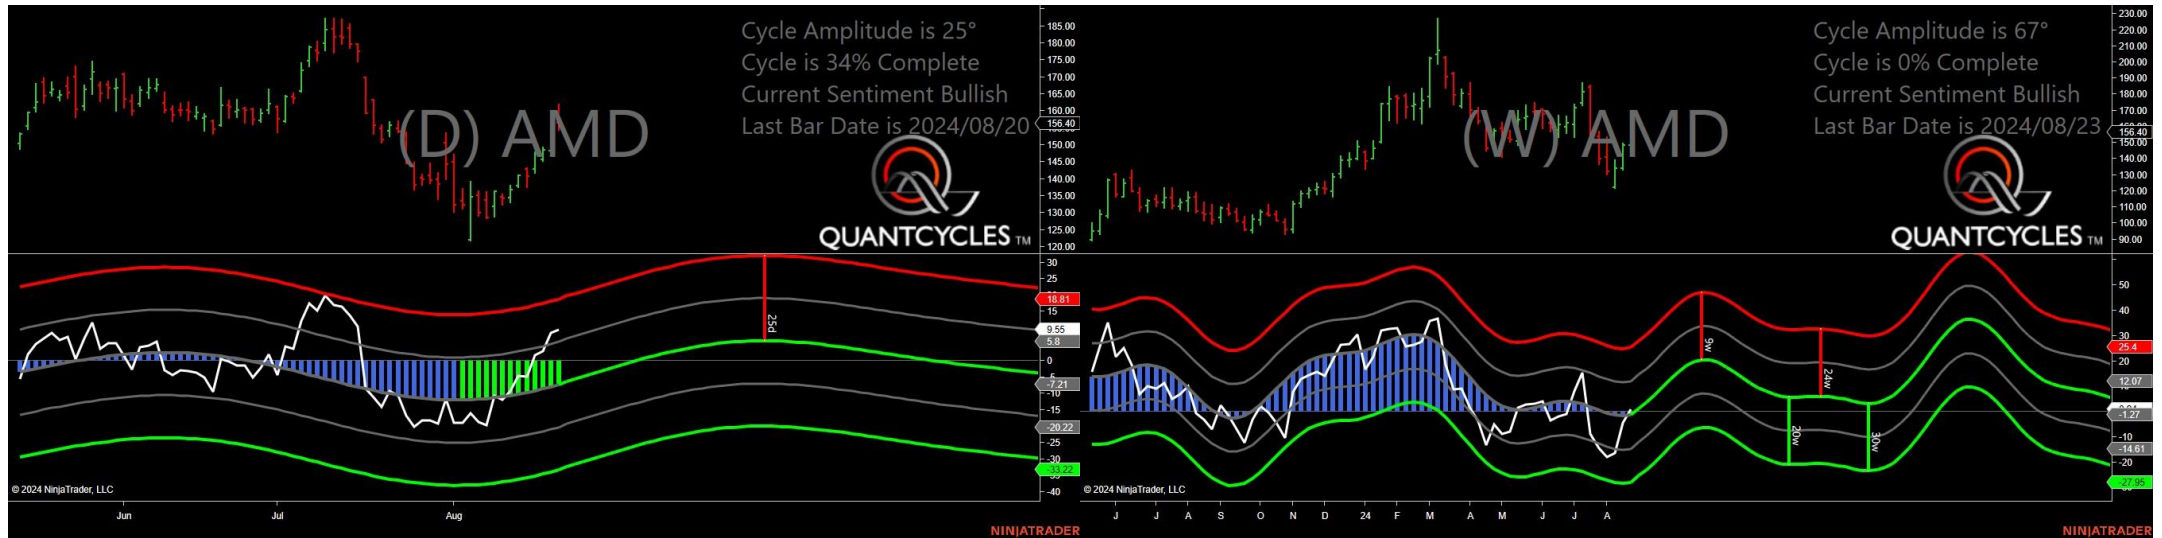 Cycle Amplitude is 25°
Cycle is 34% Complete
Current Sentiment Bullish
Last Bar Date is 2024/08/20
(D) AMD
QUANTCYCLES TM
185.00
180.00
175.00
170.00
165.00
160.00
156.40
150.00
145.00
140.00
135.00
130.00
125.00
120.00
30
25
18.81
15
9.55
5.8
0
-7.21
-10
-15
-20.22
-25
-30
-33.22
-40
25d
© 2024 NinjaTrader, LLC
Jun
Jul
Aug
NINJATRADER
Cycle Amplitude is 67°
Cycle is 0% Complete
Current Sentiment Bullish
Last Bar Date is 2024/08/23
(W) AMD
QUANTCYCLES TM
230.00
220.00
210.00
200.00
190.00
180.00
170.00
156.40
150.00
140.00
130.00
120.00
110.00
100.00
90.00
50
40
30
25.4
20
12.07
-1.27
-10
-14.61
-20
-27.95
9w
24w
20w
30w
© 2024 NinjaTrader, LLC
J J A S O N D 24 F M A M J J A
NINJATRADER